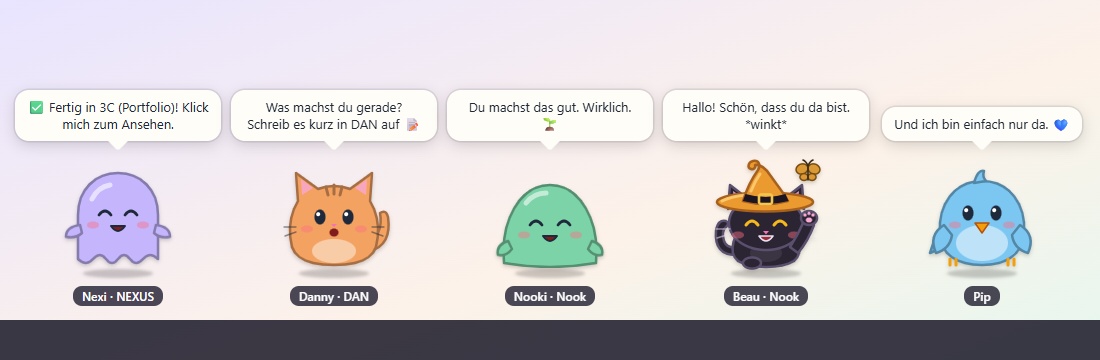 ✅ Fertig in 3C (Portfolio)! Klick
mich zum Ansehen.
Was machst du gerade?
Schreib es kurz in DAN auf 📝
Du machst das gut. Wirklich.
🌱
Hallo! Schön, dass du da bist.
*winkt*
Und ich bin einfach nur da. 💙
Nexi · NEXUS
Danny · DAN
Nooki · Nook
Beau · Nook
Pip